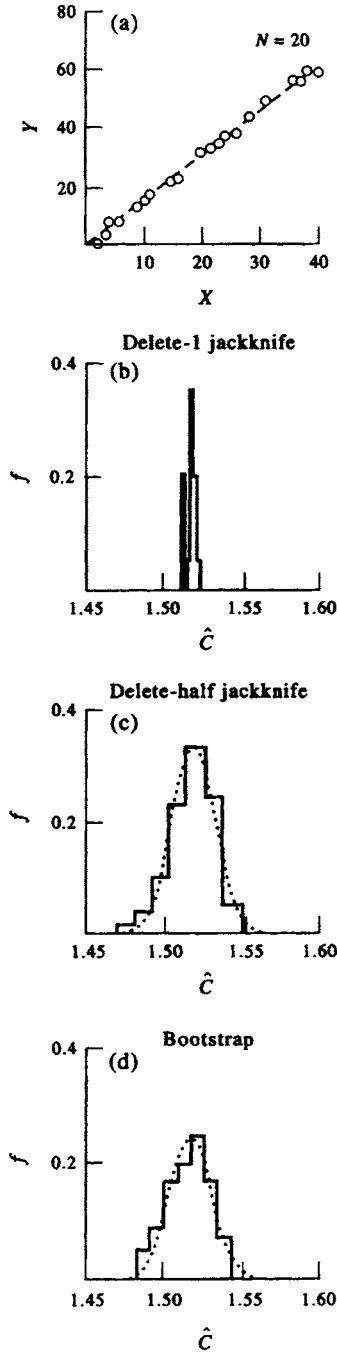 80
(a)
N = 20
60
Y
40
20
10
20
30
40
X
Delete-1 jackknife
0.4
(b)
f
0.2
1.45
1.50
1.55
1.60
Ĉ
Delete-half jackknife
0.4
(c)
f
0.2
1.45
1.50
1.55
1.60
Ĉ
Bootstrap
0.4
(d)
f
0.2
1.45
1.50
1.55
1.60
Ĉ